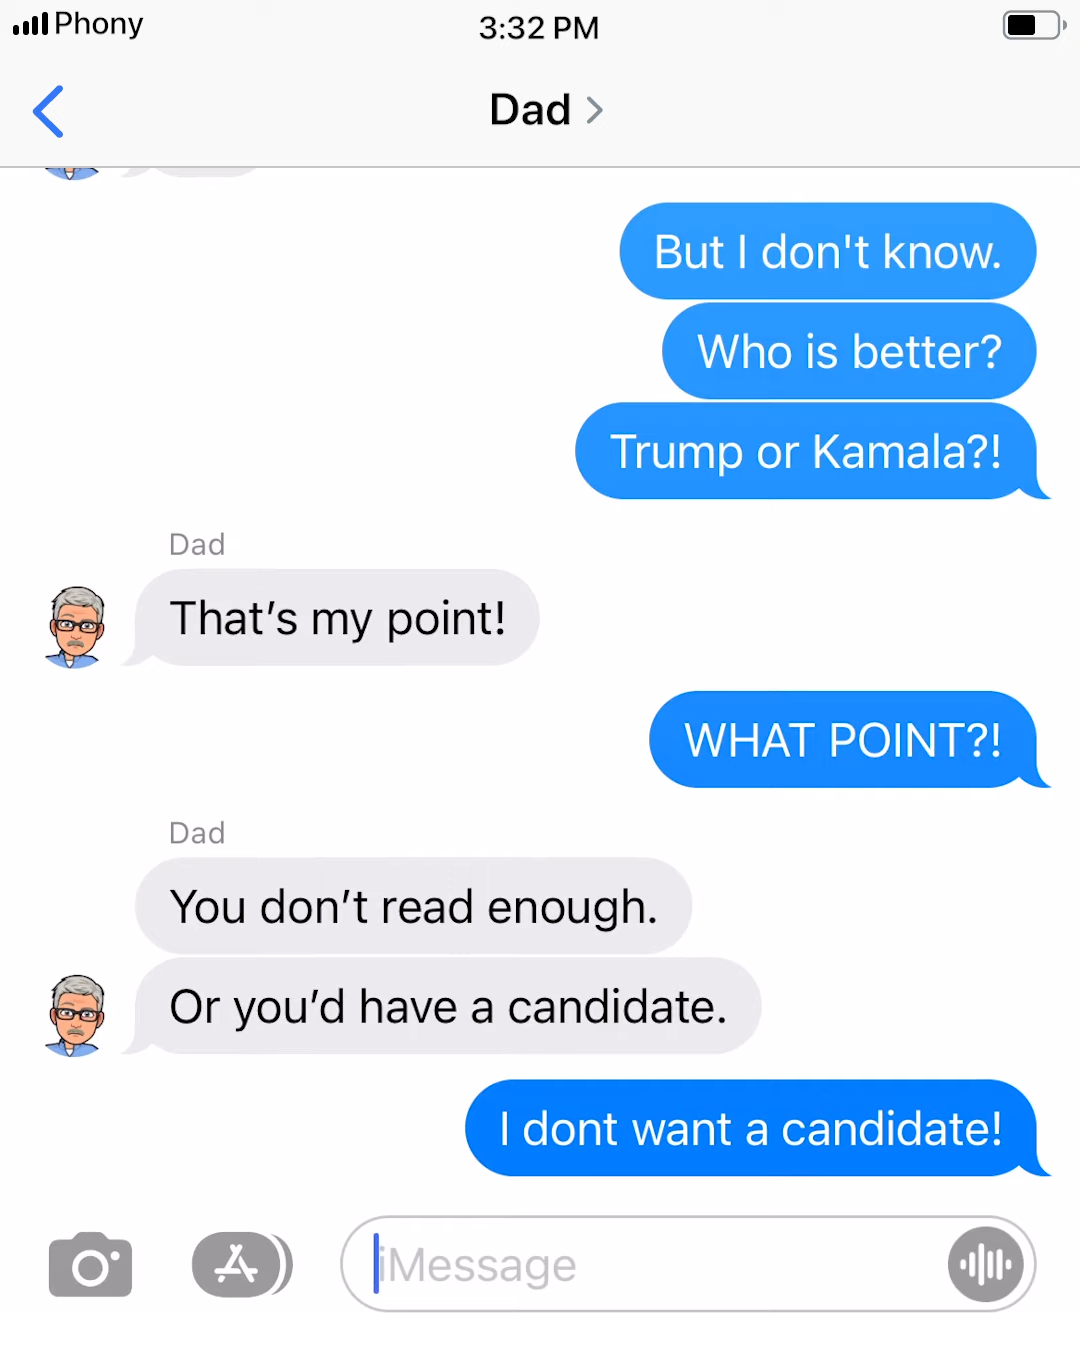 Phony
3:32 PM
Dad
But I don't know.
Who is better?
Trump or Kamala?!
Dad
That’s my point!
WHAT POINT?!
Dad
You don’t read enough.
Or you’d have a candidate.
I dont want a candidate!
iMessage